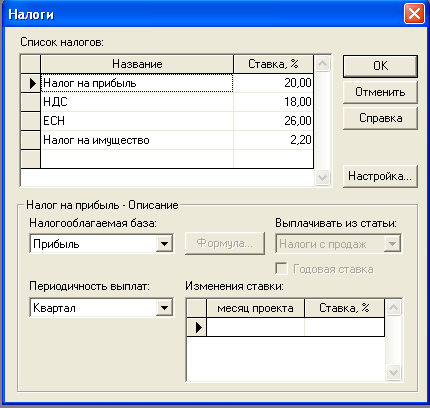 Налоги
Список налогов:
Название Ставка, %
Налог на прибыль 20,00
НДС 18,00
ЕСН 26,00
Налог на имущество 2,20
OK
Отменить
Справка
Настройка...
Налог на прибыль - Описание
Налогооблагаемая база: Выплачивать из статьи:
Прибыль Формула... Налоги с продаж
Годовая ставка
Периодичность выплат: Изменения ставки:
Квартал месяц проекта Ставка, %